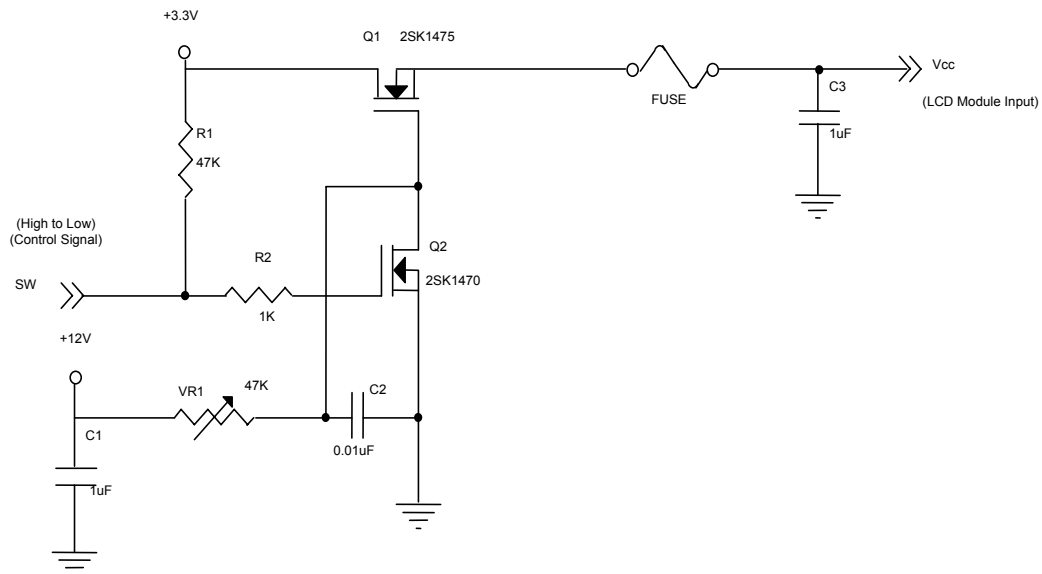 +3.3V
Q1 2SK1475
Vcc
FUSE
C3
(LCD Module Input)
1uF
R1
47K
(High to Low)
(Control Signal)
Q2
R2
SW
2SK1470
1K
+12V
VR1
47K
C2
C1
0.01uF
1uF